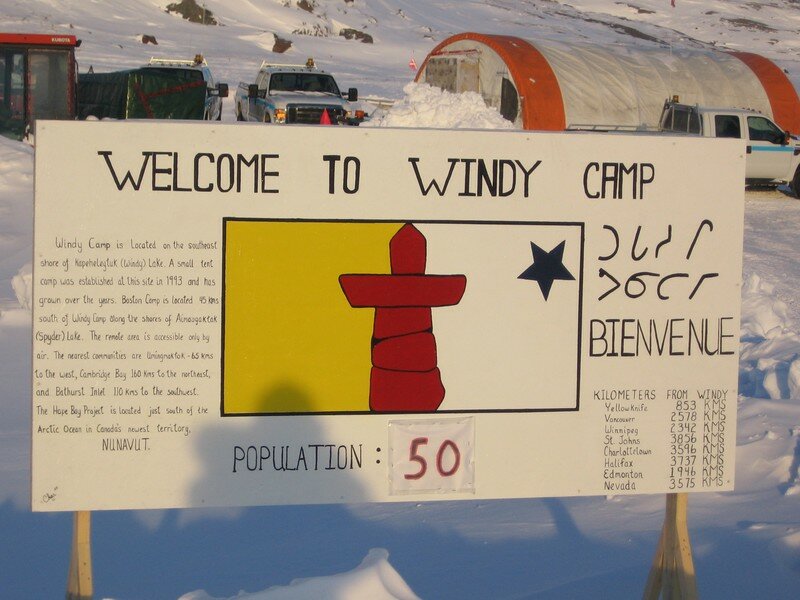 KUBOTA
WELCOME TO WINDY CAMP
Windy Camp is Located on the southeast
shore of (Windy) Lake. A small tent
camp was established at this site in 1993 and has
grown over the years. Boston Camp is located 45 kms
south of Windy Camp along the shores of Aimaogaktak
(Spyder) Lake. The remote area is accessible only by
air. The nearest communities are Umingmaktok - 65 kms
to the west, Cambridge Bay 160 kms to the northeast,
and Bathurst Inlet 110 kms to the southwest.
The Hope Bay Project is located just south of the
Arctic Ocean in Canada's newest territory,
NUNAVUT.
POPULATION : 50
BIENVENUE
KILOMETERS FROM WINDY
Yellowknife 853 KMS
Vancouver 2578 KMS
Winnipeg 2342 KMS
St. Johns 3856 KMS
Charlottetown 3596 KMS
Halifax 3737 KMS
Edmonton 1946 KMS
Nevada 3575 KMS